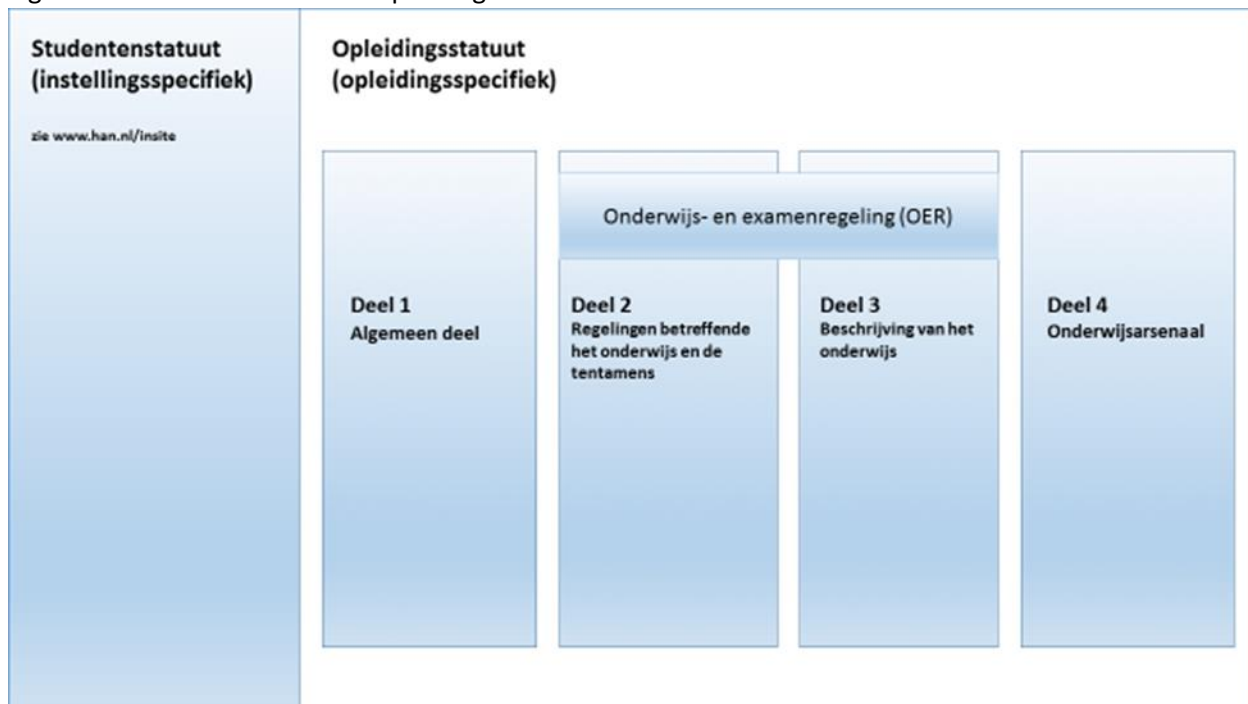 Studentenstatuut
(instellingsspecifiek)
zie www.han.nl/insite
Opleidingsstatuut
(opleidingsspecifiek)
Onderwijs- en examenregeling (OER)
Deel 1
Algemeen deel
Deel 2
Regelingen betreffende
het onderwijs en de
tentamens
Deel 3
Beschrijving van het
onderwijs
Deel 4
Onderwijsarsenaal